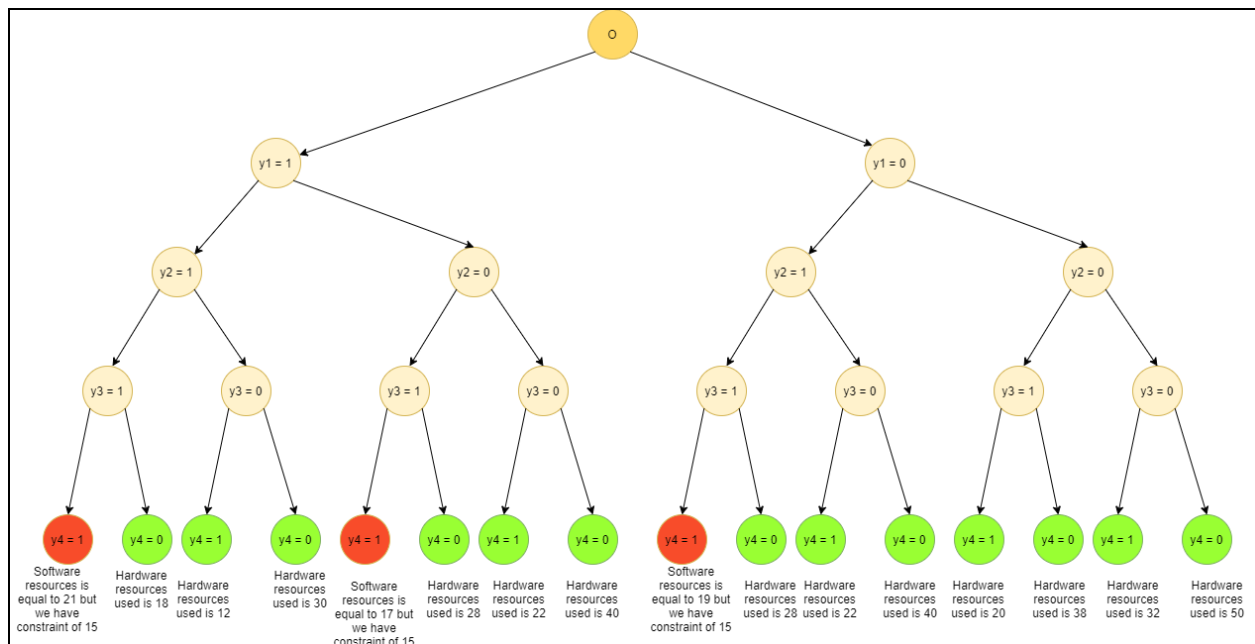 O
y1 = 1
y1 = 0
y2 = 1
y2 = 0
y2 = 1
y2 = 0
y3 = 1
y3 = 0
y3 = 1
y3 = 0
y3 = 1
y3 = 0
y3 = 1
y3 = 0
y4 = 1
y4 = 0
y4 = 1
y4 = 0
y4 = 1
y4 = 0
y4 = 1
y4 = 0
y4 = 1
y4 = 0
y4 = 1
y4 = 0
y4 = 1
y4 = 0
y4 = 1
y4 = 0
Software
resources is
equal to 21 but
we have
constraint of 15
Hardware
resources
used is 18
Hardware
resources
used is 12
Hardware
resources
used is 30
Software
resources is
equal to 17 but
we have
constraint of 15
Hardware
resources
used is 28
Hardware
resources
used is 22
Hardware
resources
used is 40
Software
resources is
equal to 19 but
we have
constraint of 15
Hardware
resources
used is 28
Hardware
resources
used is 22
Hardware
resources
used is 40
Hardware
resources
used is 20
Hardware
resources
used is 38
Hardware
resources
used is 32
Hardware
resources
used is 50